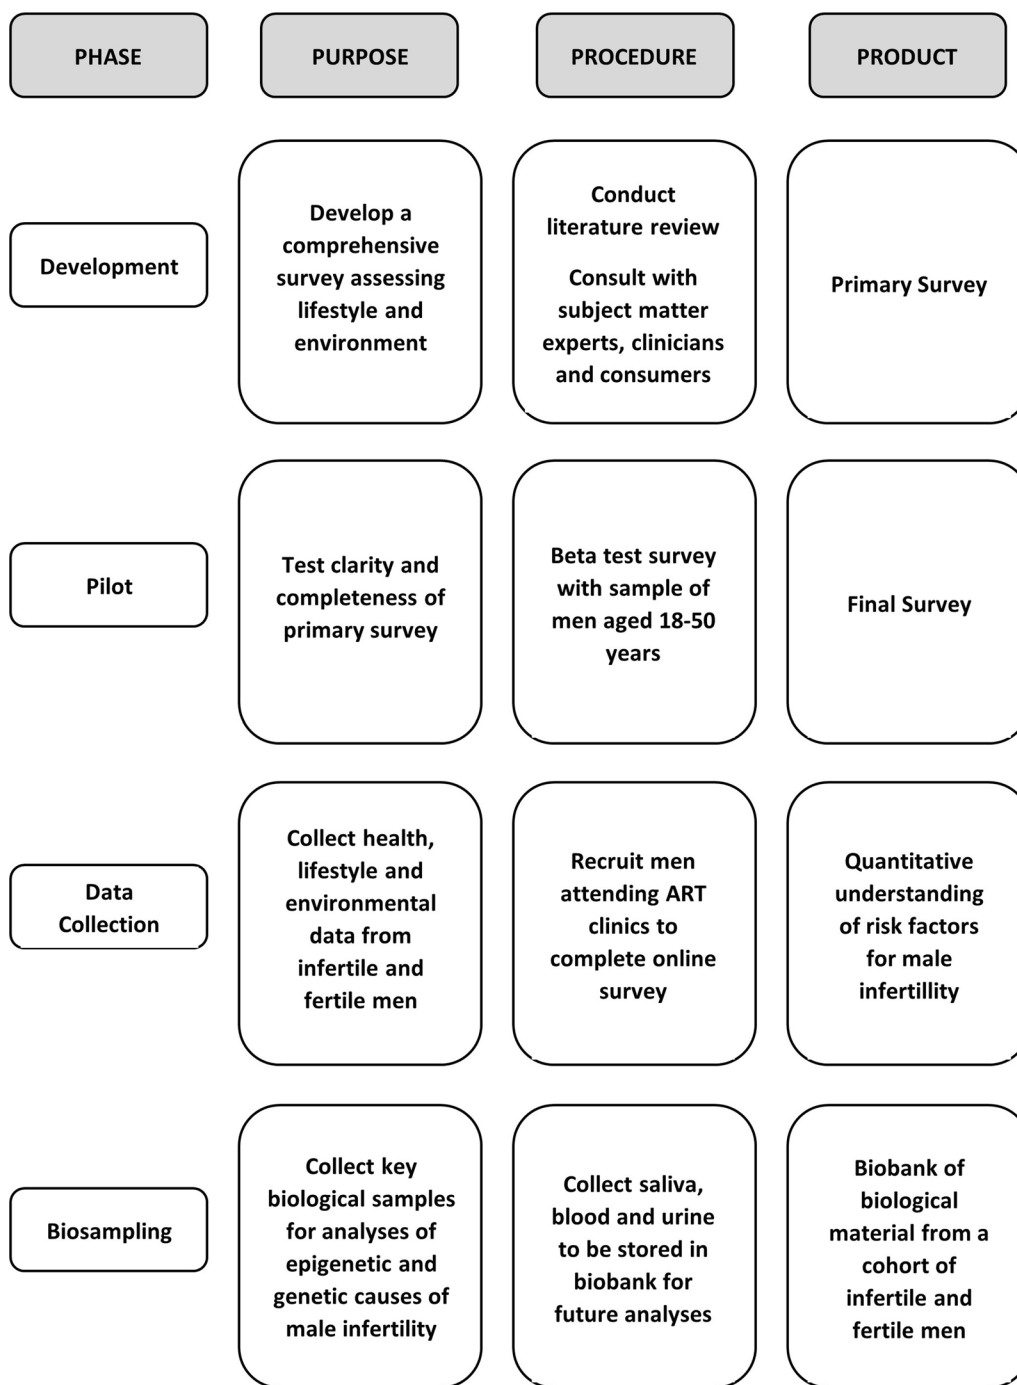 PHASE
PURPOSE
PROCEDURE
PRODUCT
Development
Develop a
comprehensive
survey assessing
lifestyle and
environment
Conduct
literature review
Consult with
subject matter
experts, clinicians
and consumers
Primary Survey
Pilot
Test clarity and
completeness of
primary survey
Beta test survey
with sample of
men aged 18-50
years
Final Survey
Data
Collection
Collect health,
lifestyle and
environmental
data from
infertile and
fertile men
Recruit men
attending ART
clinics to
complete online
survey
Quantitative
understanding
of risk factors
for male
infertillity
Biosampling
Collect key
biological samples
for analyses of
epigenetic and
genetic causes of
male infertility
Collect saliva,
blood and urine
to be stored in
biobank for
future analyses
Biobank of
biological
material from a
cohort of
infertile and
fertile men